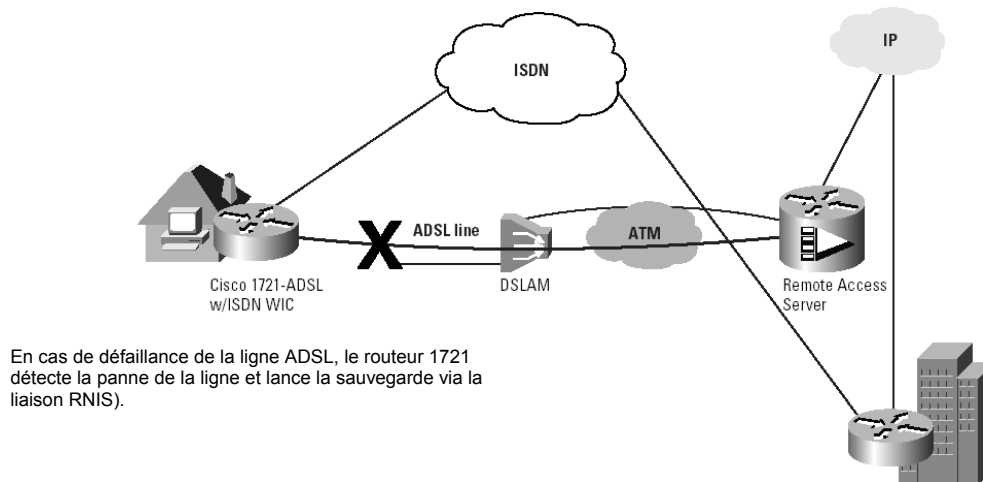 ISDN
IP
ADSL line
ATM
Cisco 1721-ADSL
w/ISDN WIC
DSLAM
Remote Access
Server
En cas de défaillance de la ligne ADSL, le routeur 1721
détecte la panne de la ligne et lance la sauvegarde via la
liaison RNIS).